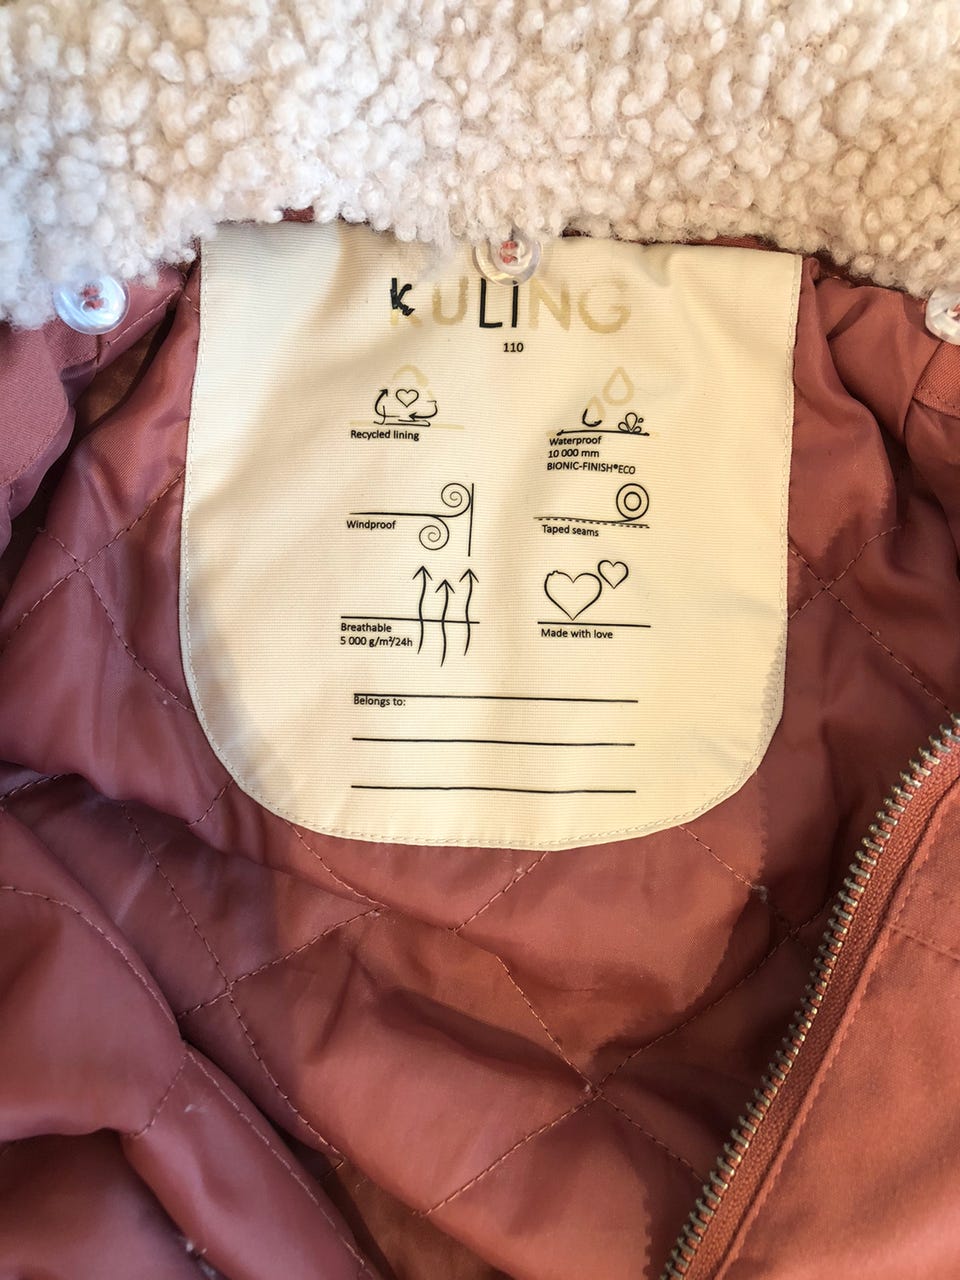 KULING
110
Recycled lining
Waterproof
10 000 mm
BIONIC-FINISH®ECO
Windproof
Taped seams
Breathable
5 000 g/m²/24h
Made with love
Belongs to: